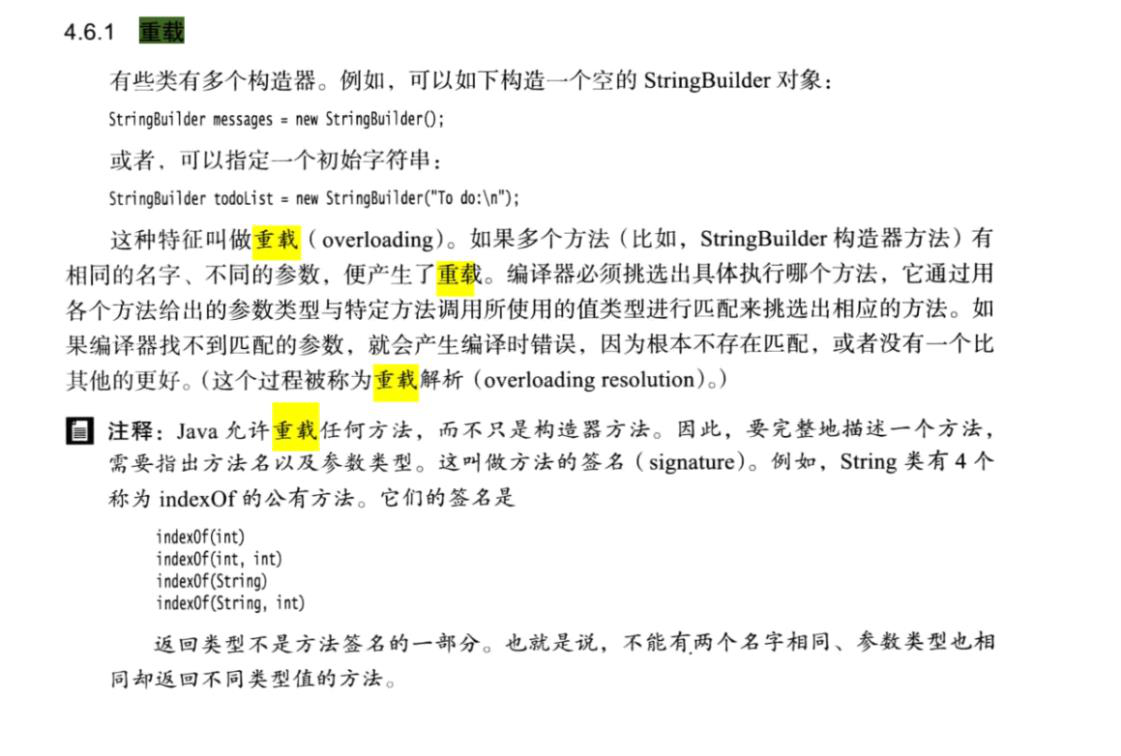 4.6.1 重载
有些类有多个构造器。例如，可以如下构造一个空的 StringBuilder 对象：
StringBuilder messages = new StringBuilder();
或者，可以指定一个初始字符串：
StringBuilder todoList = new StringBuilder("To do:\n");
这种特征叫做重载（overloading）。如果多个方法（比如，StringBuilder 构造器方法）有
相同的名字、不同的参数，便产生了重载。编译器必须挑选出具体执行哪个方法，它通过用
各个方法给出的参数类型与特定方法调用所使用的值类型进行匹配来挑选出相应的方法。如
果编译器找不到匹配的参数，就会产生编译时错误，因为根本不存在匹配，或者没有一个比
其他的更好。（这个过程被称为重载解析（overloading resolution）。）
注释：Java 允许重载任何方法，而不只是构造器方法。因此，要完整地描述一个方法，
需要指出方法名以及参数类型。这叫做方法的签名（signature）。例如，String 类有 4 个
称为 indexOf 的公有方法。它们的签名是
indexOf(int)
indexOf(int, int)
indexOf(String)
indexOf(String, int)
返回类型不是方法签名的一部分。也就是说，不能有两个名字相同、参数类型也相
同却返回不同类型值的方法。